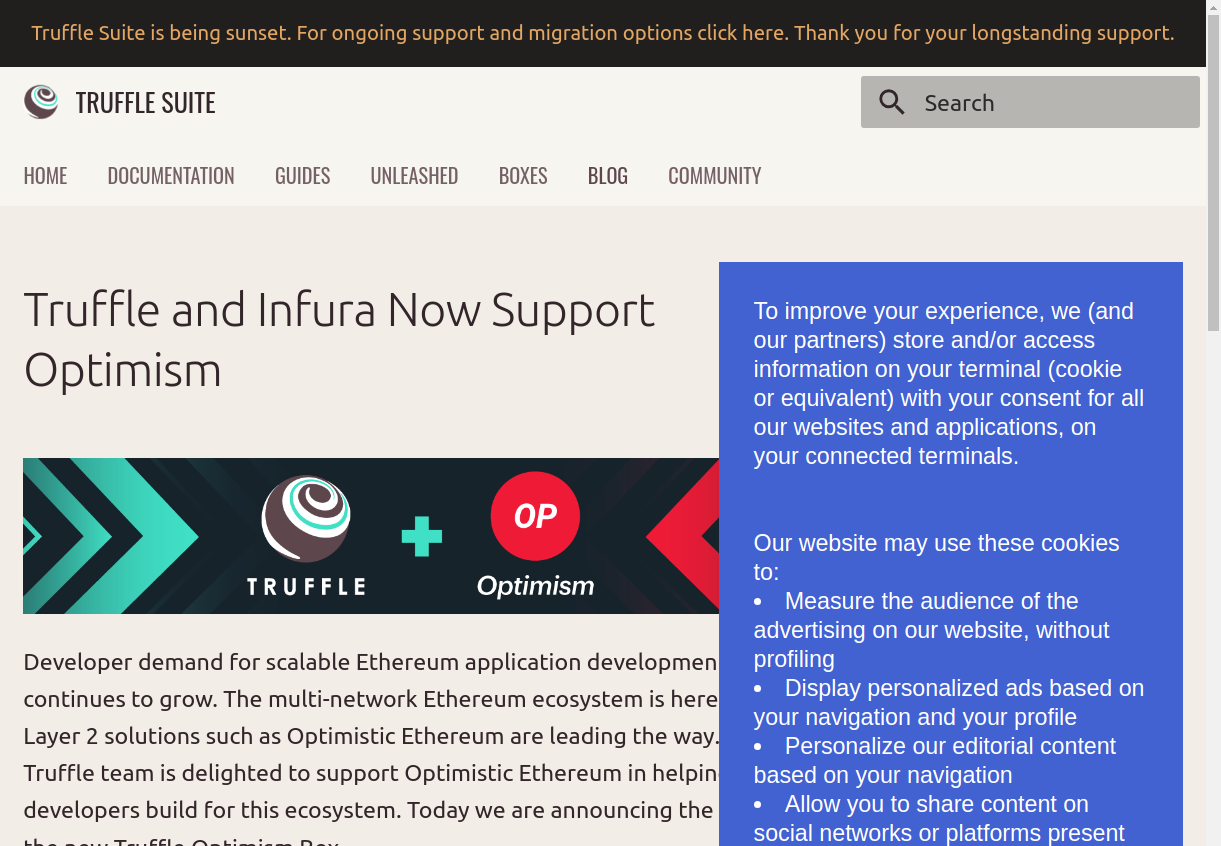 Truffle Suite is being sunset. For ongoing support and migration options click here. Thank you for your longstanding support.
TRUFFLE SUITE
Search
HOME DOCUMENTATION GUIDES UNLEASHED BOXES BLOG COMMUNITY
Truffle and Infura Now Support
Optimism
TRUFFLE
OP
Optimism
Developer demand for scalable Ethereum application
continues to grow. The multi-network Ethereum ecosystem is here
Layer 2 solutions such as Optimistic Ethereum are leading the way.
Truffle team is delighted to support Optimistic Ethereum in
developers build for this ecosystem. Today we are announcing the
the new Truffle Optimism Box.
To improve your experience, we (and
our partners) store and/or access
information on your terminal (cookie
or equivalent) with your consent for all
our websites and applications, on
your connected terminals.
Our website may use these cookies
to:
• Measure the audience of the
advertising on our website, without
profiling
• Display personalized ads based on
your navigation and your profile
• Personalize our editorial content
based on your navigation
• Allow you to share content on
social networks or platforms present